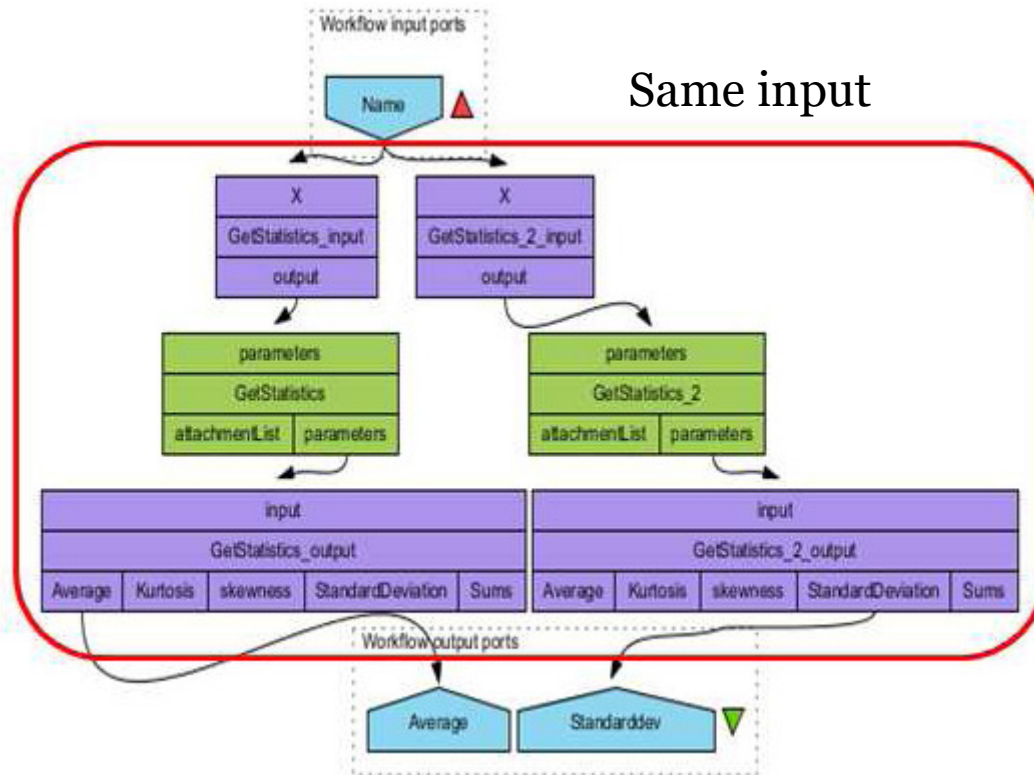 Workflow input ports
Same input
Name
X
X
GetStatistics_input
GetStatistics_2_input
output
output
parameters
parameters
GetStatistics
GetStatistics_2
attachmentList parameters
attachmentList parameters
input
input
GetStatistics_output
GetStatistics_2_output
Average Kurtosis skewness StandardDeviation Sums
Average Kurtosis skewness StandardDeviation Sums
Workflow output ports
Average
Standarddev